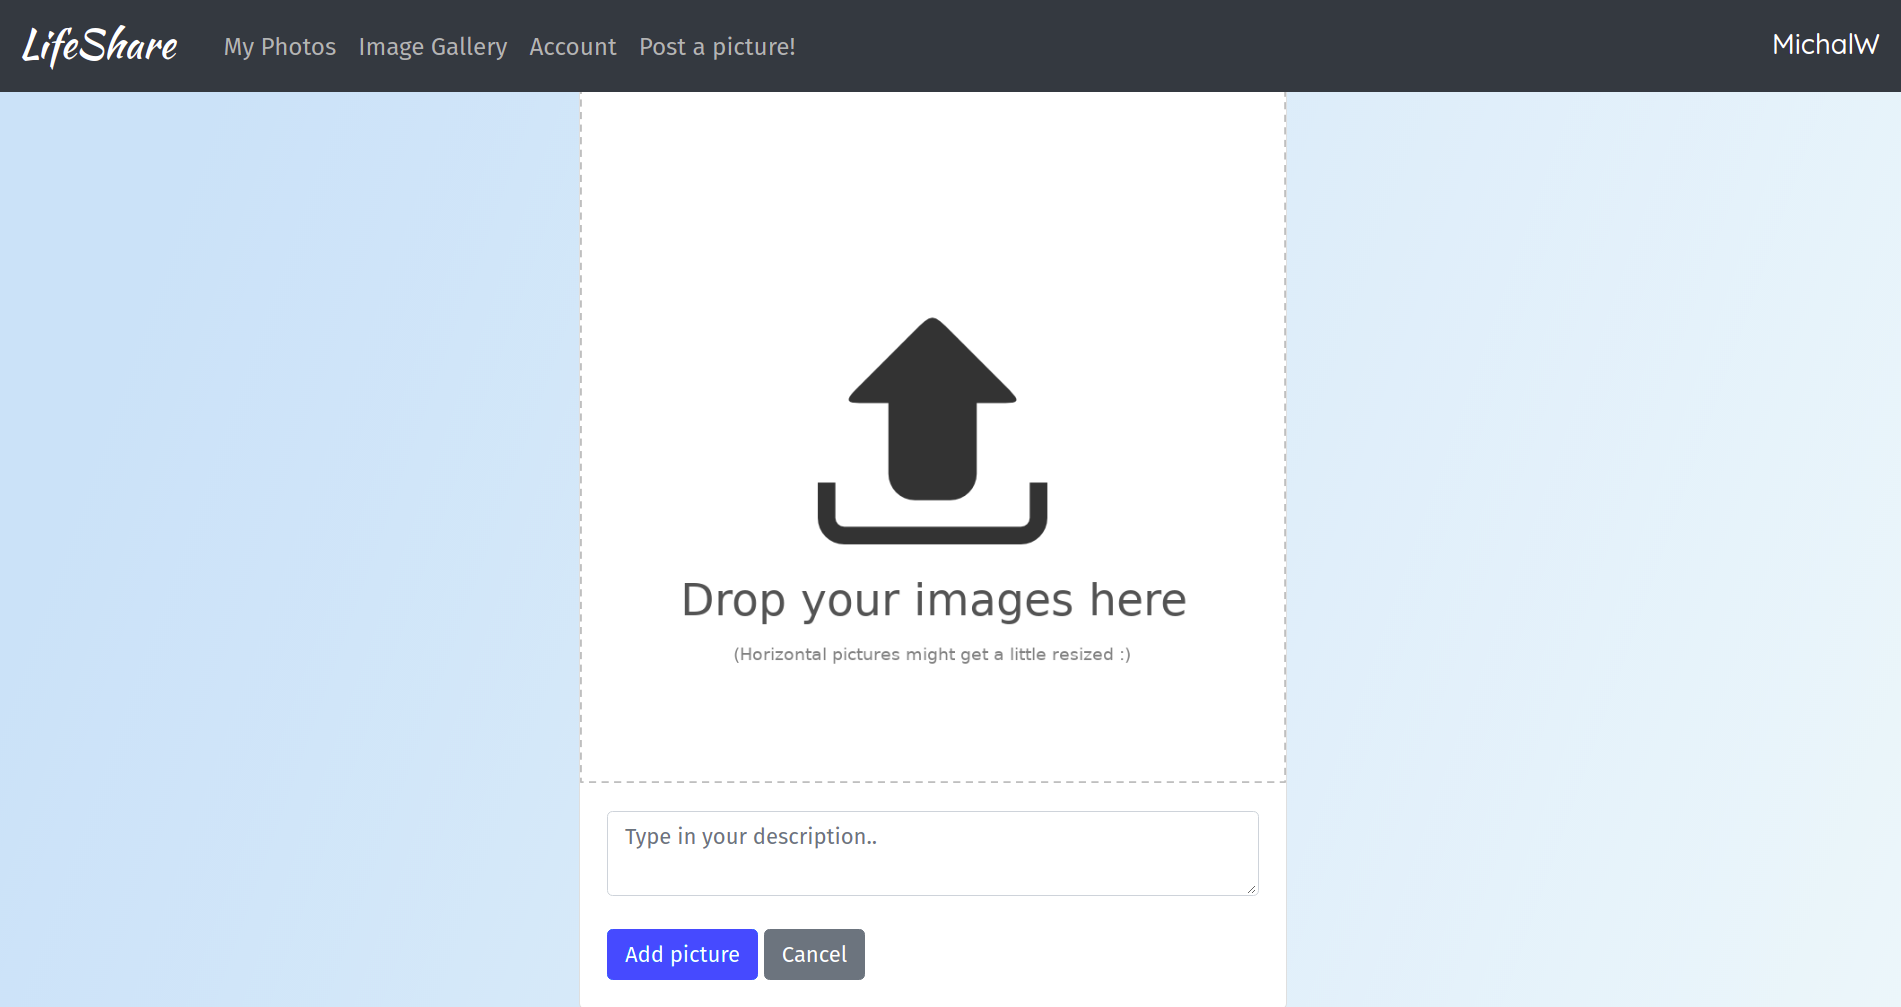 LifeShare My Photos Image Gallery Account Post a picture! MichalW
Drop your images here
(Horizontal pictures might get a little resized :)
Type in your description..
Add picture Cancel